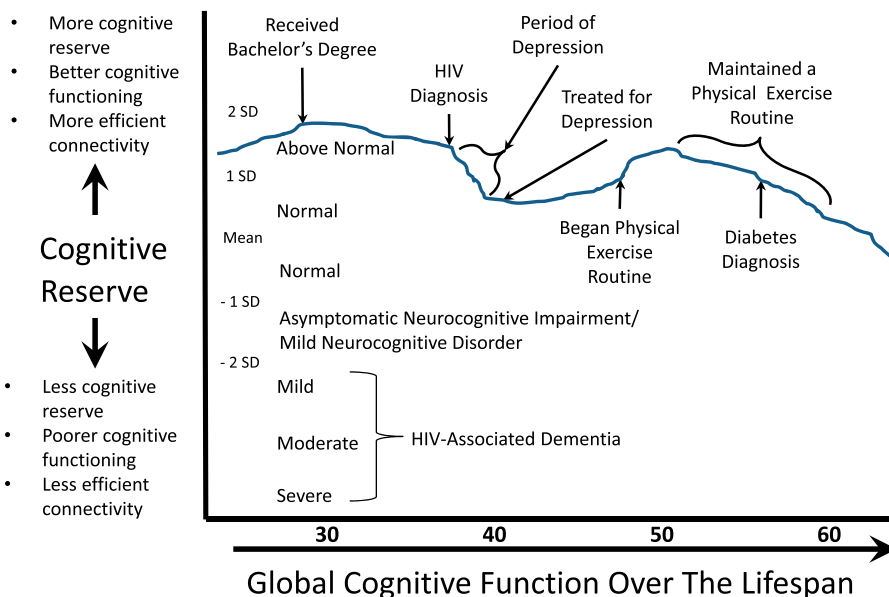 • More cognitive
reserve
• Better cognitive
functioning
• More efficient
connectivity
Cognitive
Reserve
• Less cognitive
reserve
• Poorer cognitive
functioning
• Less efficient
connectivity
Received
Bachelor's Degree
HIV
Diagnosis
Period of
Depression
Treated for
Depression
Maintained a
Physical Exercise
Routine
Began Physical
Exercise
Routine
Diabetes
Diagnosis
2 SD
Above Normal
1 SD
Normal
Mean
Normal
- 1 SD
Asymptomatic Neurocognitive Impairment/
Mild Neurocognitive Disorder
- 2 SD
Mild
Moderate
HIV-Associated Dementia
Severe
30 40 50 60
Global Cognitive Function Over The Lifespan